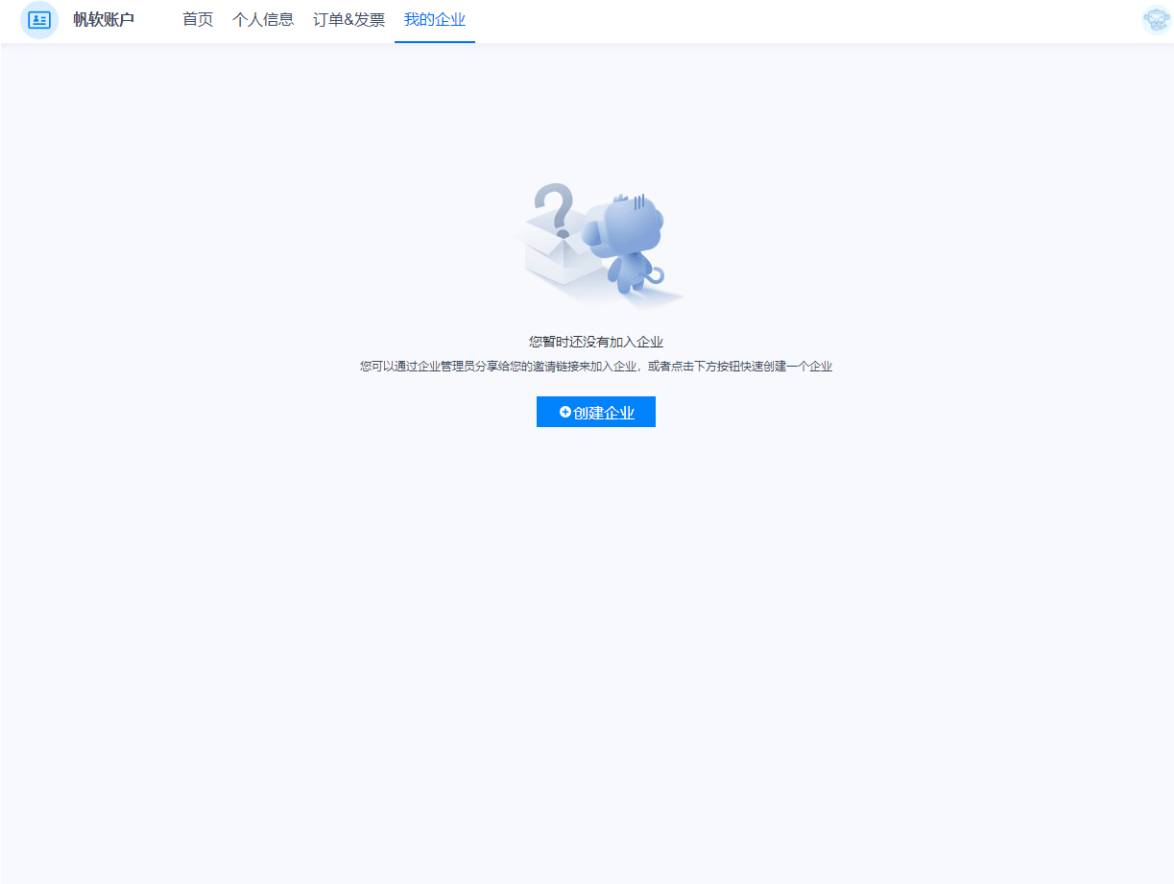 帆软账户 首页 个人信息 订单&发票 我的企业
您暂时还没有加入企业
您可以通过企业管理员分享给您的邀请链接来加入企业，或者点击下方按钮快速创建一个企业
创建企业